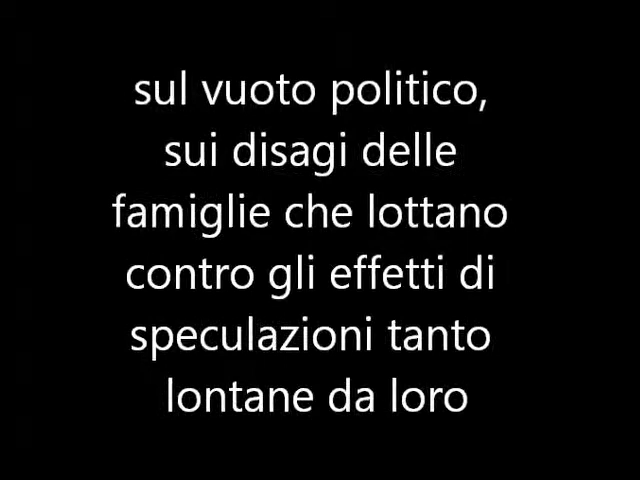 sul vuoto politico,
sui disagi delle
famiglie che lottano
contro gli effetti di
speculazioni tanto
lontane da loro